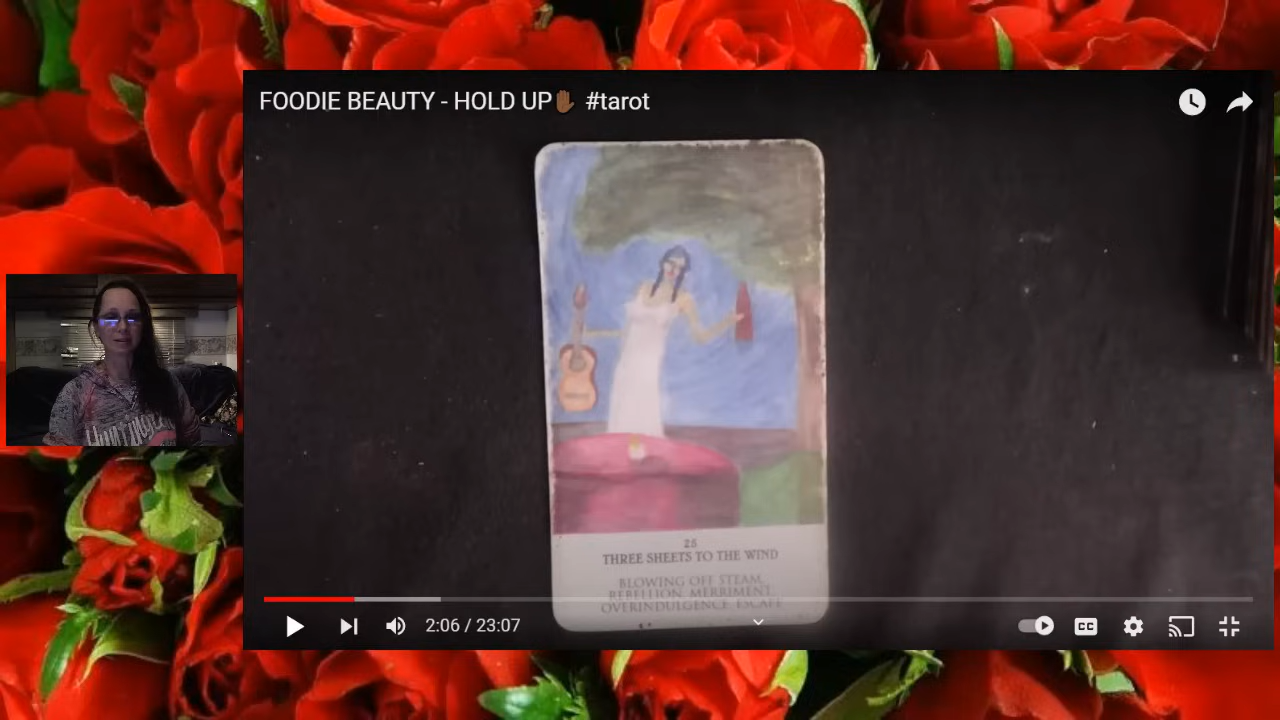 FOODIE BEAUTY - HOLD UP✋🏾 #tarot
25
THREE SHEETS TO THE WIND
BLOWING OFF STEAM,
REBELLION, MERRIMENT,
OVERINDULGENCE, ESCAPE
2:06 / 23:07
CC